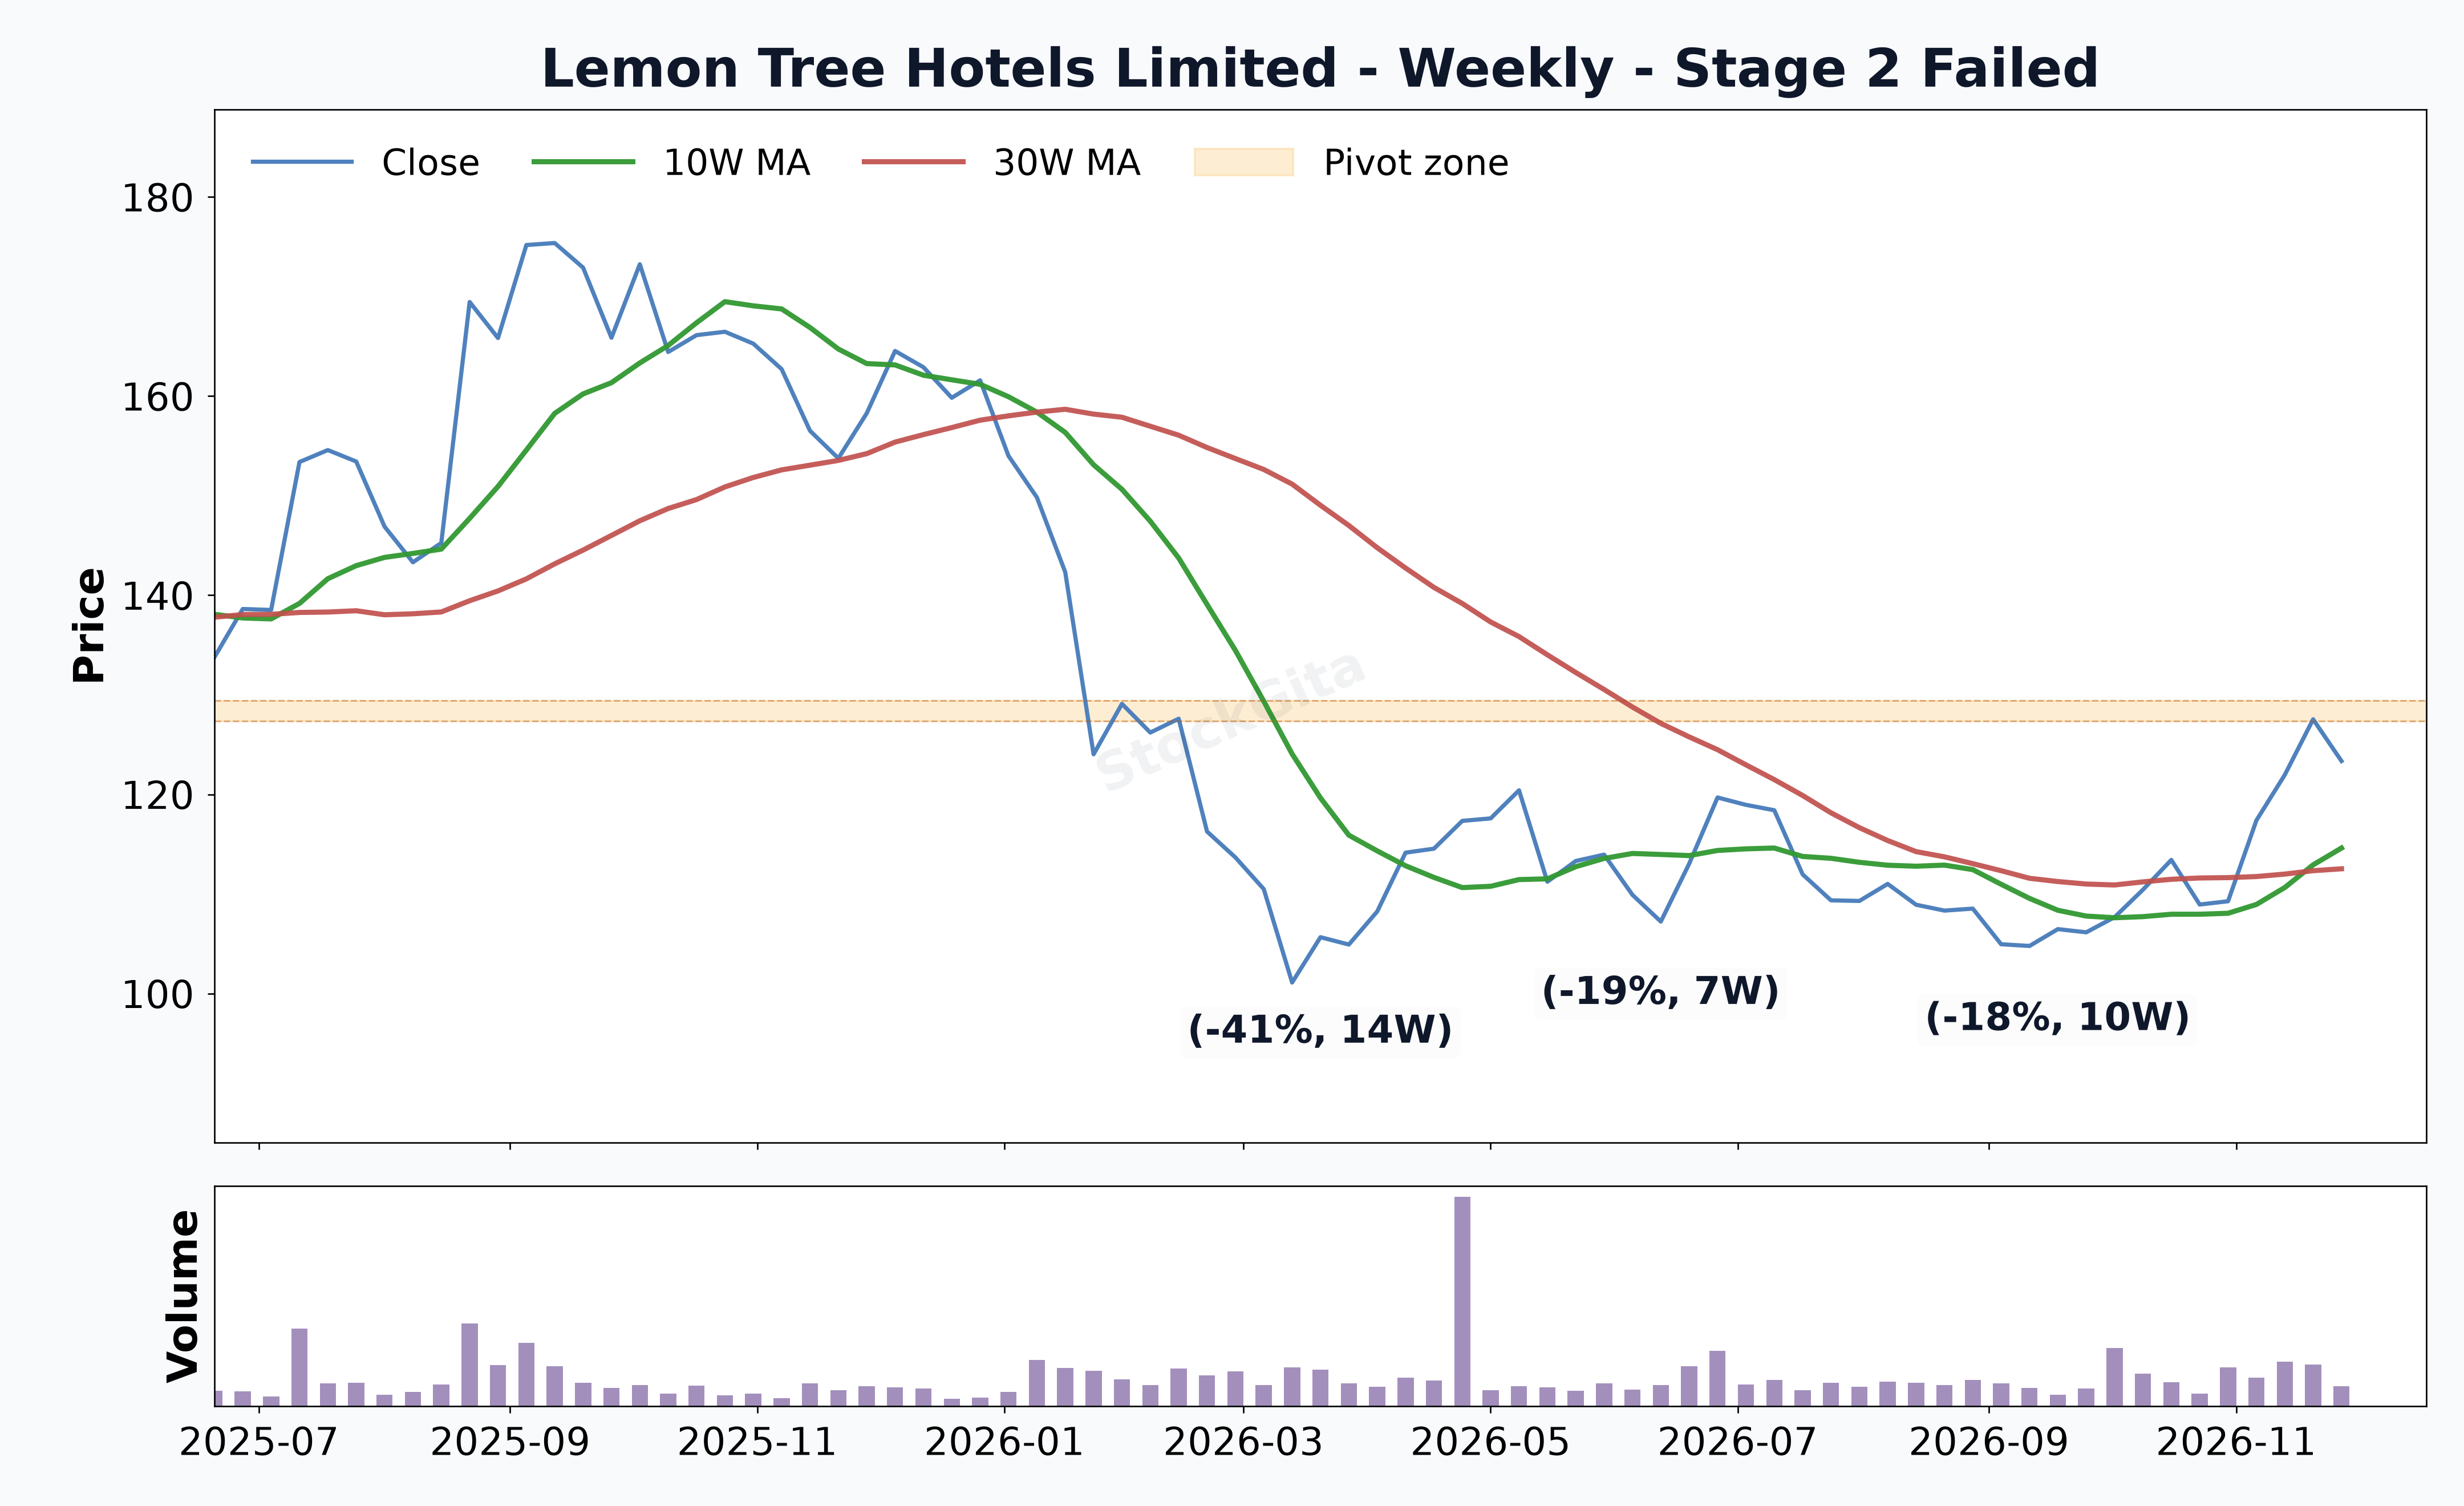 Lemon Tree Hotels Limited - Weekly - Stage 2 Failed
Close 10W MA 30W MA Pivot zone
180
160
140
120
100
Price
StockGita
(-41%, 14W)
(-19%, 7W)
(-18%, 10W)
Volume
2025-07 2025-09 2025-11 2026-01 2026-03 2026-05 2026-07 2026-09 2026-11